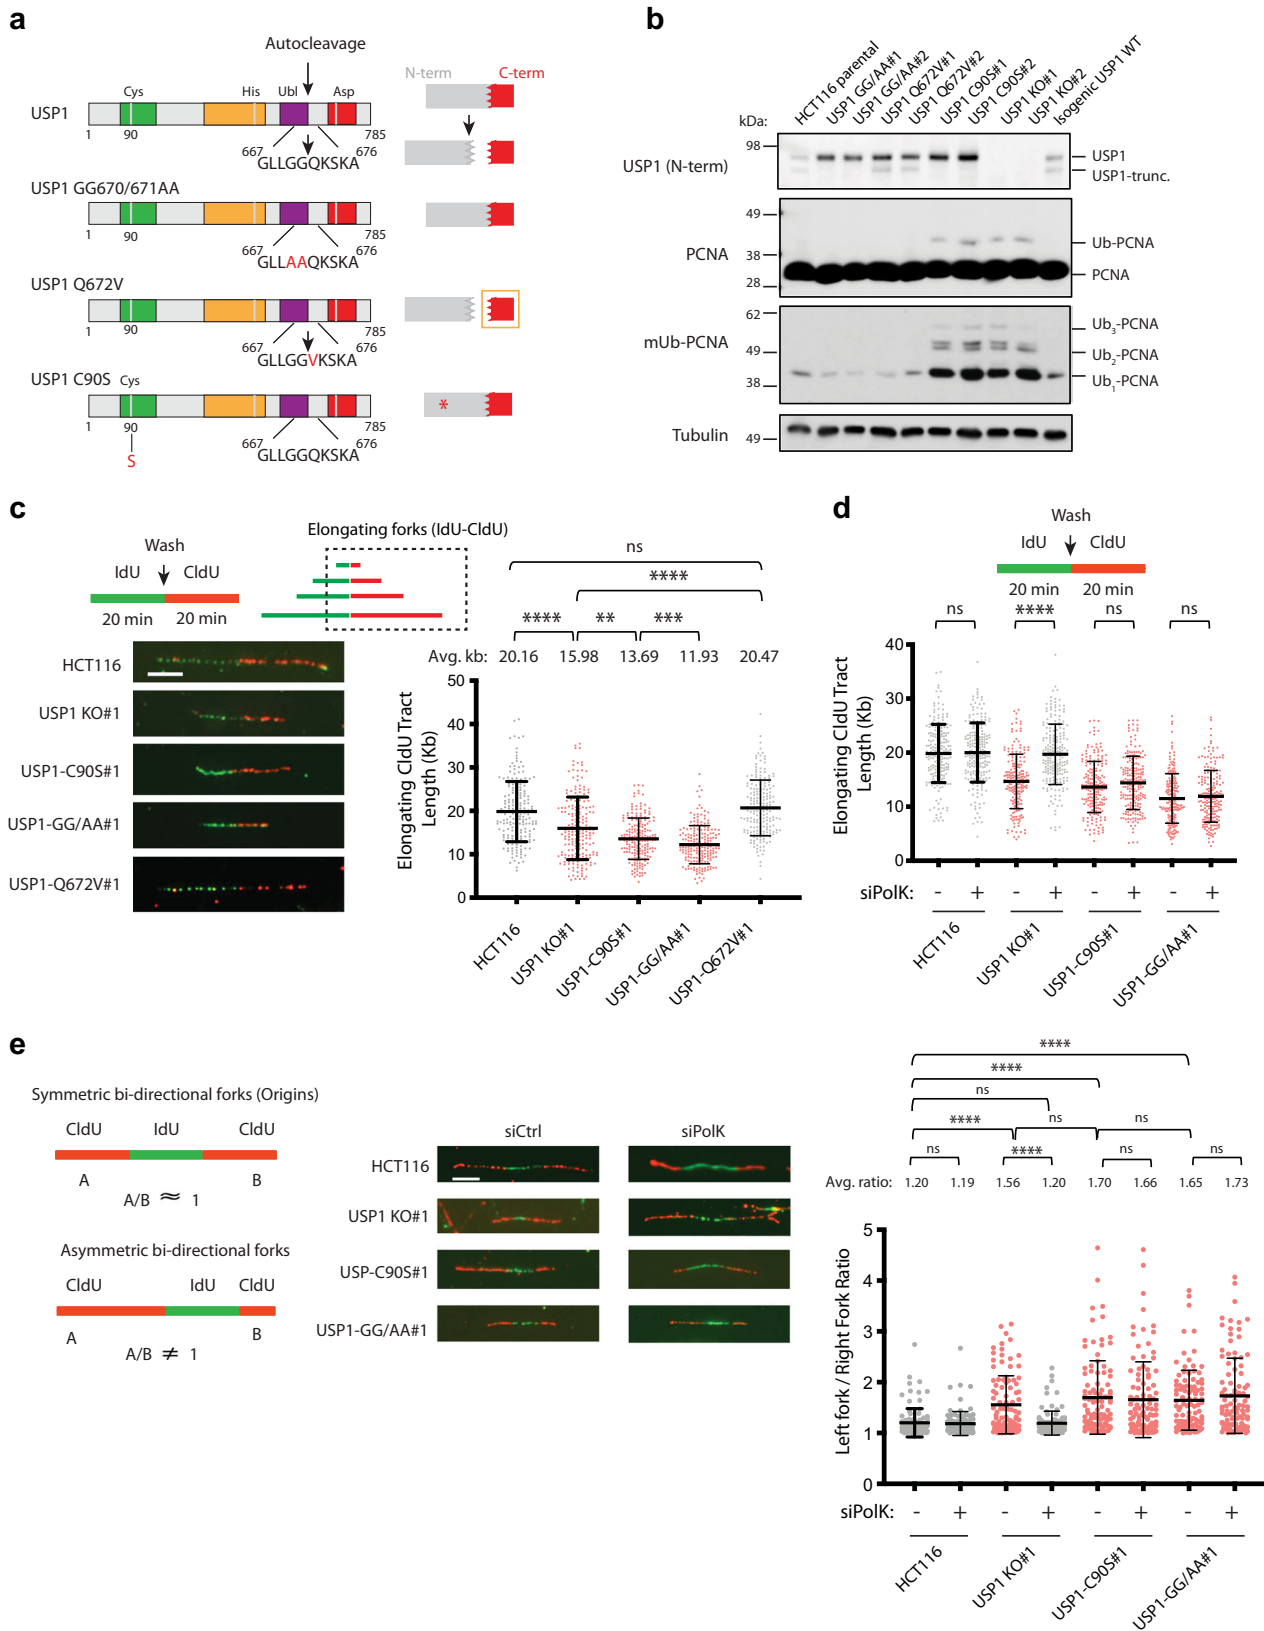 a
Autocleavage
N-term
C-term
Cys
His
Ubl
Asp
USP1
1
90
667
676
785
GLLGGQKSKA
USP1 GG670/671AA
1
90
667
676
785
GLLAAQKSKA
USP1 Q672V
1
90
667
676
785
GLLGGVKSKA
USP1 C90S
Cys
1
90
667
676
785
S
GLLGGQKSKA
*
b
HCT116 parental
USP1 GG/AA#1
USP1 GG/AA#2
USP1 Q672V#1
USP1 Q672V#2
USP1 C90S#1
USP1 C90S#2
USP1 KO#1
USP1 KO#2
Isogenic USP1 WT
kDa:
98
USP1 (N-term)
USP1
USP1-trunc.
49
38
28
PCNA
Ub-PCNA
PCNA
62
49
38
mUb-PCNA
Ub3-PCNA
Ub2-PCNA
Ub1-PCNA
Tubulin
49
c
Wash
IdU
CldU
20 min
20 min
Elongating forks (IdU-CldU)
HCT116
USP1 KO#1
USP1-C90S#1
USP1-GG/AA#1
USP1-Q672V#1
ns
****
**** ** ***
Avg. kb: 20.16 15.98 13.69 11.93 20.47
Elongating CldU Tract
Length (Kb)
50
40
30
20
10
0
HCT116
USP1 KO#1
USP1-C90S#1
USP1-GG/AA#1
USP1-Q672V#1
d
Wash
IdU
CldU
20 min
20 min
ns **** ns ns
Elongating CldU Tract
Length (Kb)
40
30
20
10
0
siPolK: - + - + - + - +
HCT116
USP1 KO#1
USP1-C90S#1
USP1-GG/AA#1
e
Symmetric bi-directional forks (Origins)
CldU IdU CldU
A B
A/B ≈ 1
Asymmetric bi-directional forks
CldU IdU CldU
A B
A/B ≠ 1
siCtrl
siPolK
HCT116
USP1 KO#1
USP-C90S#1
USP1-GG/AA#1
****
****
ns
**** ns ns
ns **** ns ns
Avg. ratio: 1.20 1.19 1.56 1.20 1.70 1.66 1.65 1.73
Left fork / Right Fork Ratio
5
4
3
2
1
0
siPolK: - + - + - + - +
HCT116
USP1 KO#1
USP1-C90S#1
USP1-GG/AA#1